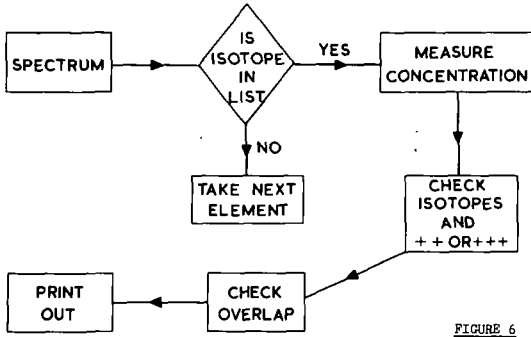 SPECTRUM
IS
ISOTOPE
IN
LIST
YES
MEASURE
CONCENTRATION
NO
TAKE NEXT
ELEMENT
CHECK
ISOTOPES
AND
++OR+++
CHECK
OVERLAP
PRINT
OUT
FIGURE 6